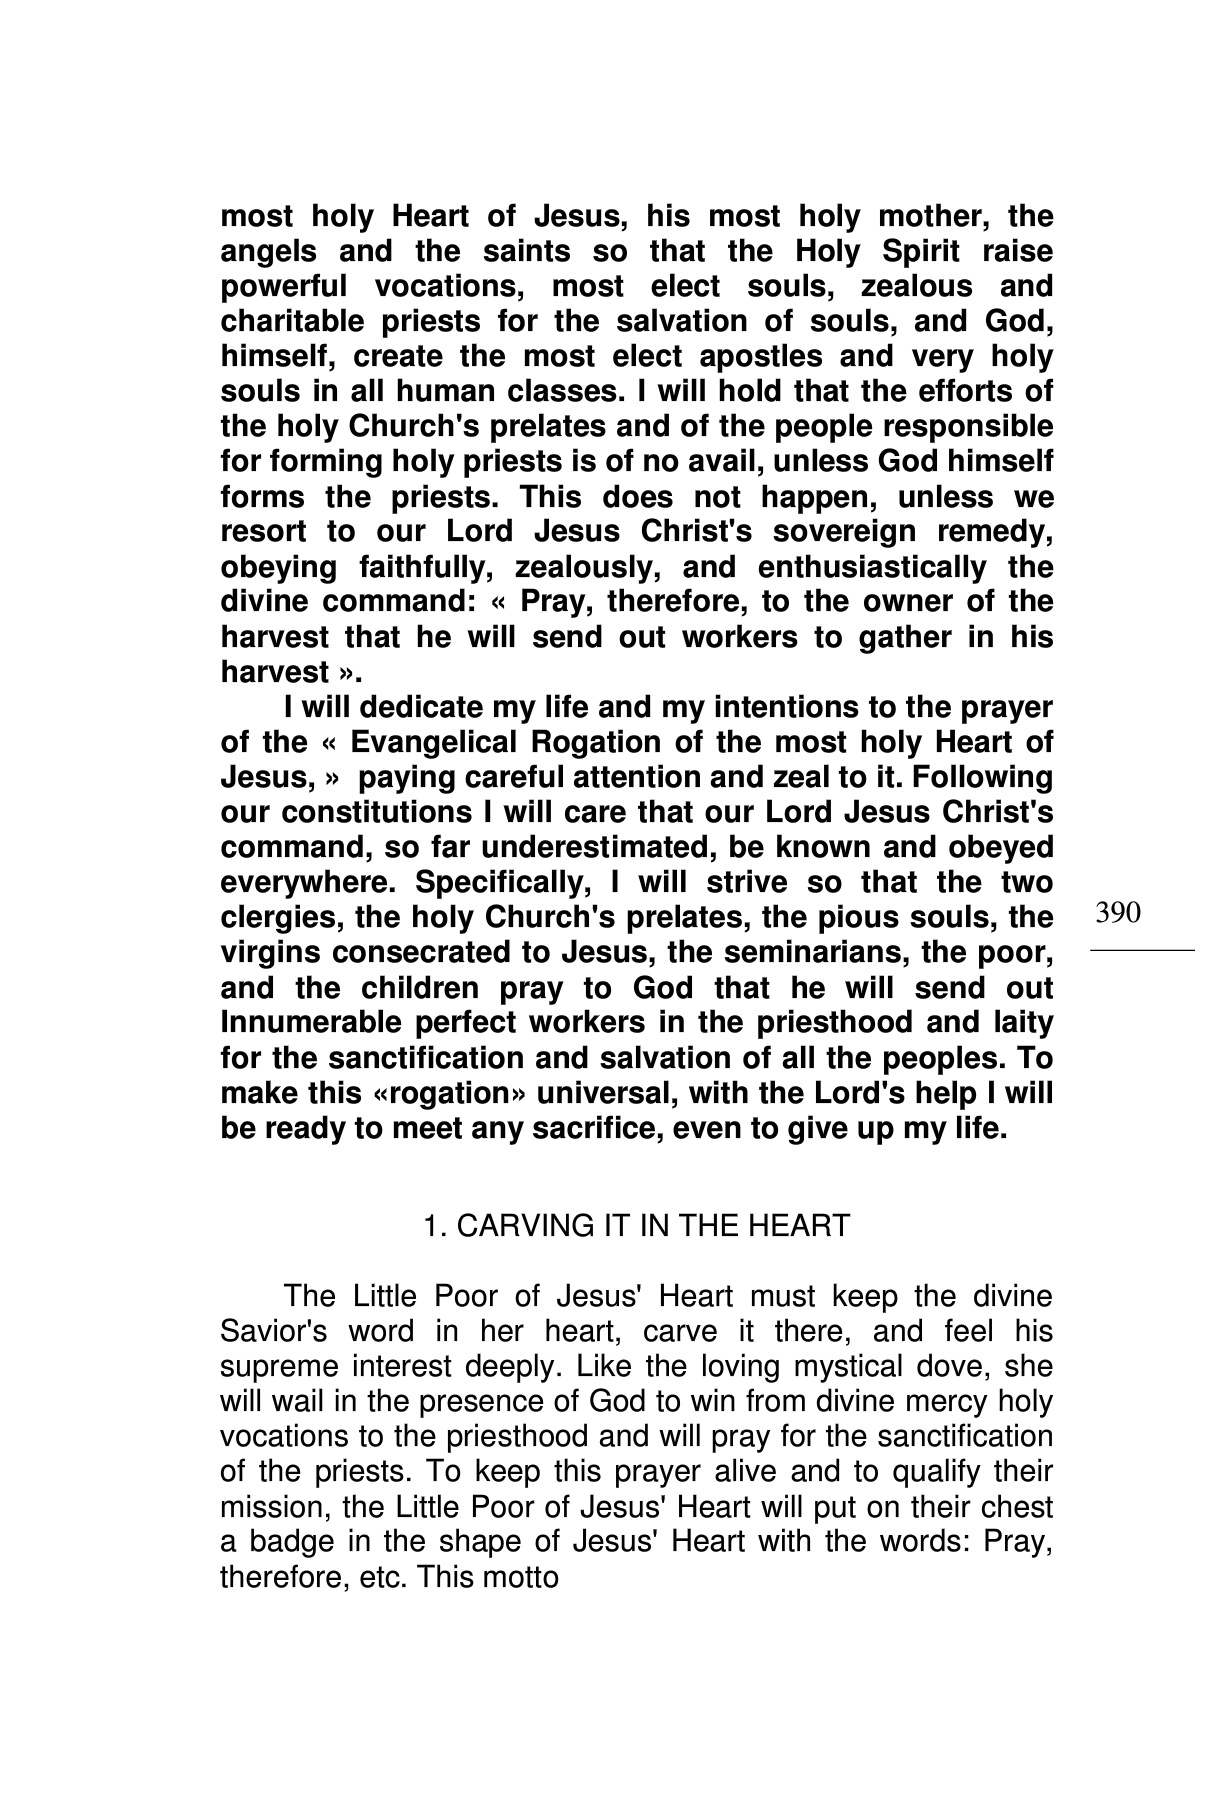 most holy Heart of Jesus, his most holy mother, the
angels and the saints so that the Holy Spirit raise
powerful vocations, most elect souls, zealous and
charitable priests for the salvation of souls, and God,
himself, create the most elect apostles and very holy
souls in all human classes. I will hold that the efforts of
the holy Church's prelates and of the people responsible
for forming holy priests is of no avail, unless God himself
forms the priests. This does not happen, unless we
resort to our Lord Jesus Christ's sovereign remedy,
obeying faithfully, zealously, and enthusiastically the
divine command: « Pray, therefore, to the owner of the
harvest that he will send out workers to gather in his
harvest ».
I will dedicate my life and my intentions to the prayer
of the « Evangelical Rogation of the most holy Heart of
Jesus, » paying careful attention and zeal to it. Following
our constitutions I will care that our Lord Jesus Christ's
command, so far underestimated, be known and obeyed
everywhere. Specifically, I will strive so that the two
clergies, the holy Church's prelates, the pious souls, the
virgins consecrated to Jesus, the seminarians, the poor,
and the children pray to God that he will send out
Innumerable perfect workers in the priesthood and laity
for the sanctification and salvation of all the peoples. To
make this «rogation» universal, with the Lord's help I will
be ready to meet any sacrifice, even to give up my life.
390
1. CARVING IT IN THE HEART
The Little Poor of Jesus' Heart must keep the divine
Savior's word in her heart, carve it there, and feel his
supreme interest deeply. Like the loving mystical dove, she
will wail in the presence of God to win from divine mercy holy
vocations to the priesthood and will pray for the sanctification
of the priests. To keep this prayer alive and to qualify their
mission, the Little Poor of Jesus' Heart will put on their chest
a badge in the shape of Jesus' Heart with the words: Pray,
therefore, etc. This motto